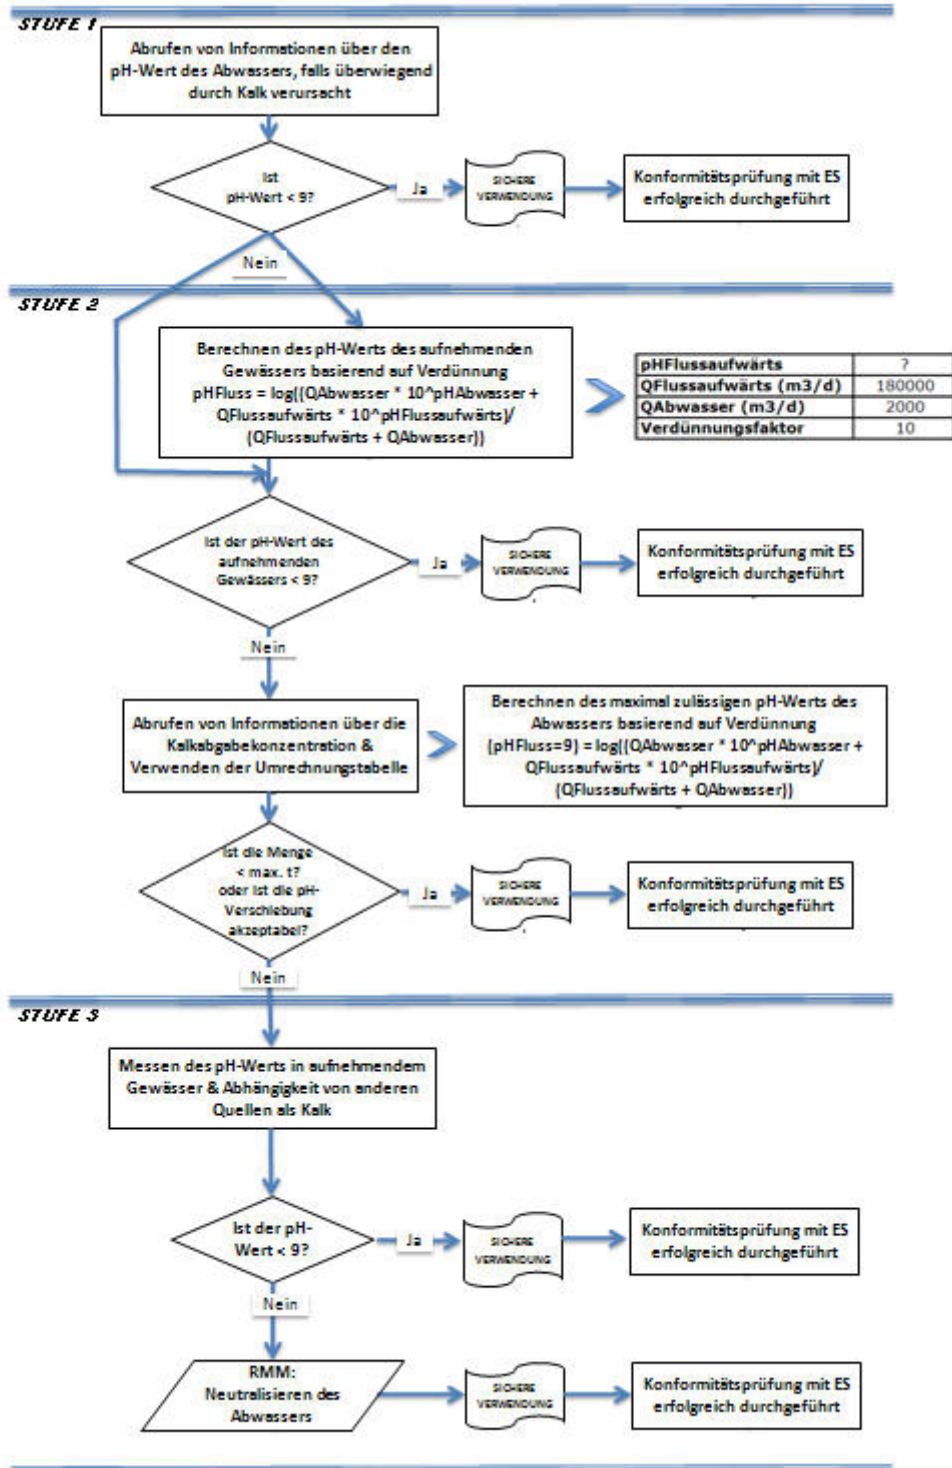 STUFE 1
Abrufen von Informationen über den
pH-Wert des Abwassers, falls überwiegend
durch Kalk verursacht
Ist
pH-Wert < 9?
Ja
SICHERE
VERWENDUNG
Konformitätsprüfung mit ES
erfolgreich durchgeführt
Nein
STUFE 2
Berechnen des pH-Werts des aufnehmenden
Gewässers basierend auf Verdünnung
pHFluss = log((QAbwasser * 10^pHAbwasser +
QFlussaufwärts * 10^pHFlussaufwärts)/
(QFlussaufwärts + QAbwasser))
pHFlussaufwärts ?
QFlussaufwärts (m3/d) 180000
QAbwasser (m3/d) 2000
Verdünnungsfaktor 10
Ist der pH-Wert des
aufnehmenden
Gewässers < 9?
Ja
SICHERE
VERWENDUNG
Konformitätsprüfung mit ES
erfolgreich durchgeführt
Nein
Abrufen von Informationen über die
Kalkabgabekonzentration &
Verwenden der Umrechnungstabelle
Berechnen des maximal zulässigen pH-Werts des
Abwassers basierend auf Verdünnung
(pHFluss=9) = log((QAbwasser * 10^pHAbwasser +
QFlussaufwärts * 10^pHFlussaufwärts)/
(QFlussaufwärts + QAbwasser))
Ist die Menge
< max. t?
oder ist die pH-
Verschiebung
akzeptabel?
Ja
SICHERE
VERWENDUNG
Konformitätsprüfung mit ES
erfolgreich durchgeführt
Nein
STUFE 3
Messen des pH-Werts in aufnehmendem
Gewässer & Abhängigkeit von anderen
Quellen als Kalk
Ist der pH-
Wert < 9?
Ja
SICHERE
VERWENDUNG
Konformitätsprüfung mit ES
erfolgreich durchgeführt
Nein
RMM:
Neutralisieren des
Abwassers
SICHERE
VERWENDUNG
Konformitätsprüfung mit ES
erfolgreich durchgeführt